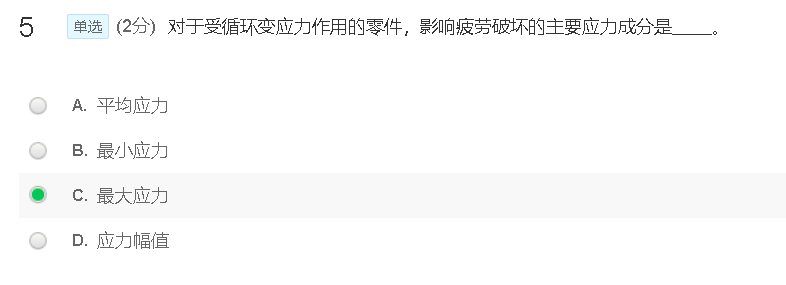 5 单选 (2分) 对于受循环变应力作用的零件，影响疲劳破坏的主要应力成分是____。
A. 平均应力
B. 最小应力
C. 最大应力
D. 应力幅值